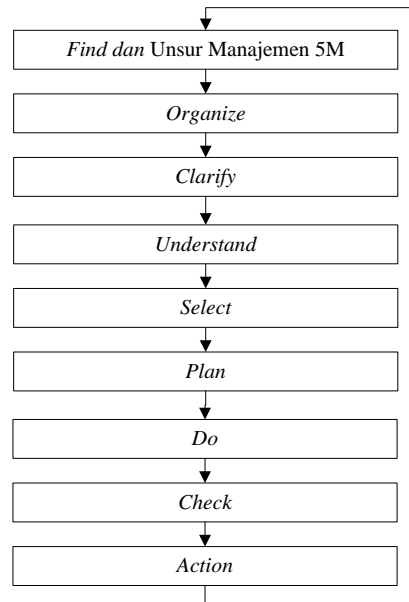 Find dan Unsur Manajemen 5M
Organize
Clarify
Understand
Select
Plan
Do
Check
Action